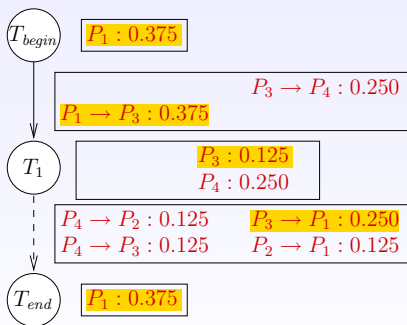 T_begin P_1 : 0.375
P_3 → P_4 : 0.250
P_1 → P_3 : 0.375
T_1 P_3 : 0.125
P_4 : 0.250
P_4 → P_2 : 0.125 P_3 → P_1 : 0.250
P_4 → P_3 : 0.125 P_2 → P_1 : 0.125
T_end P_1 : 0.375